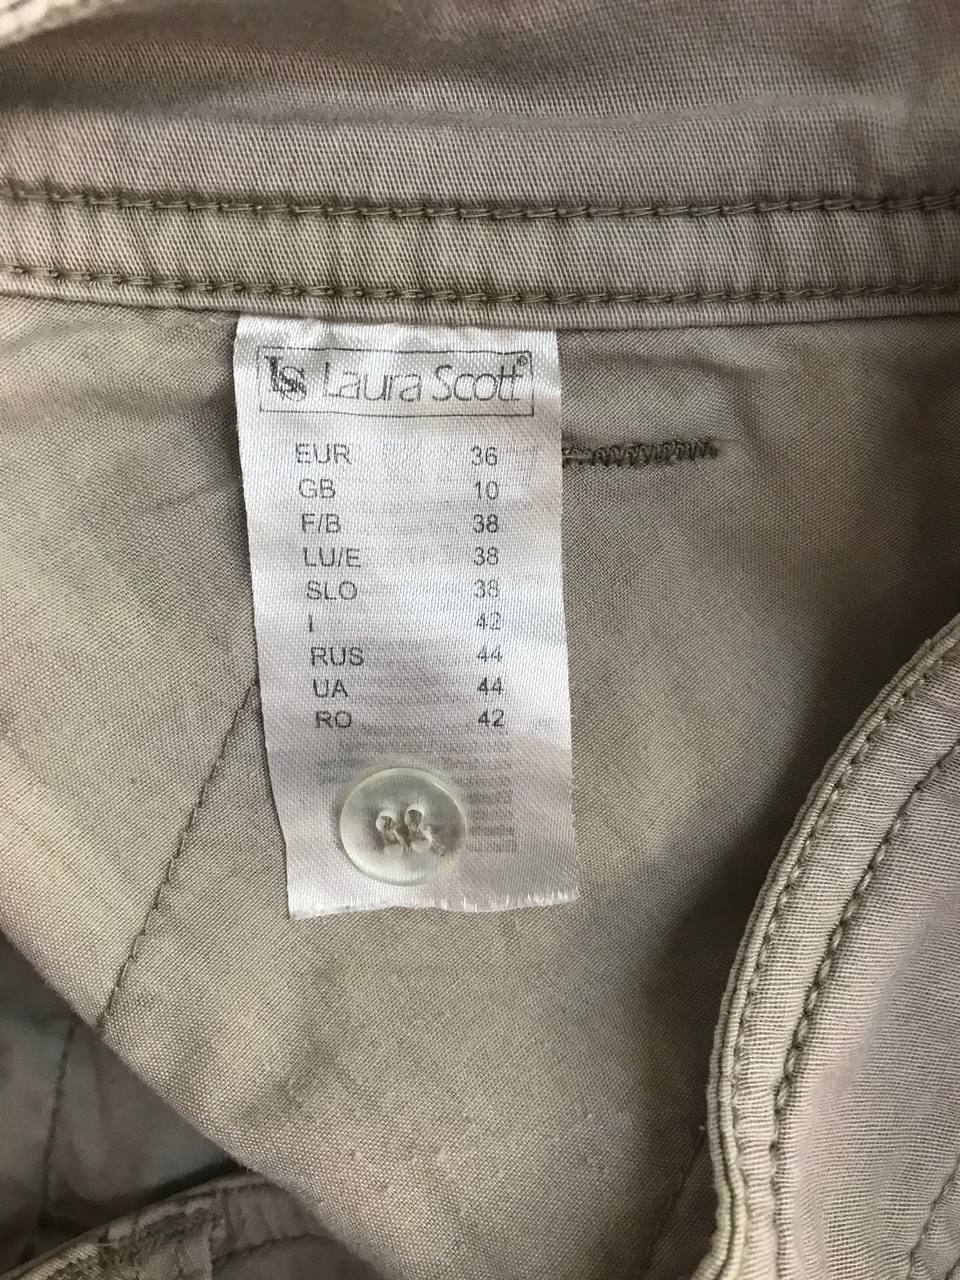 LS Laura Scott®
EUR 36
GB 10
F/B 38
LU/E 38
SLO 38
I 42
RUS 44
UA 44
RO 42